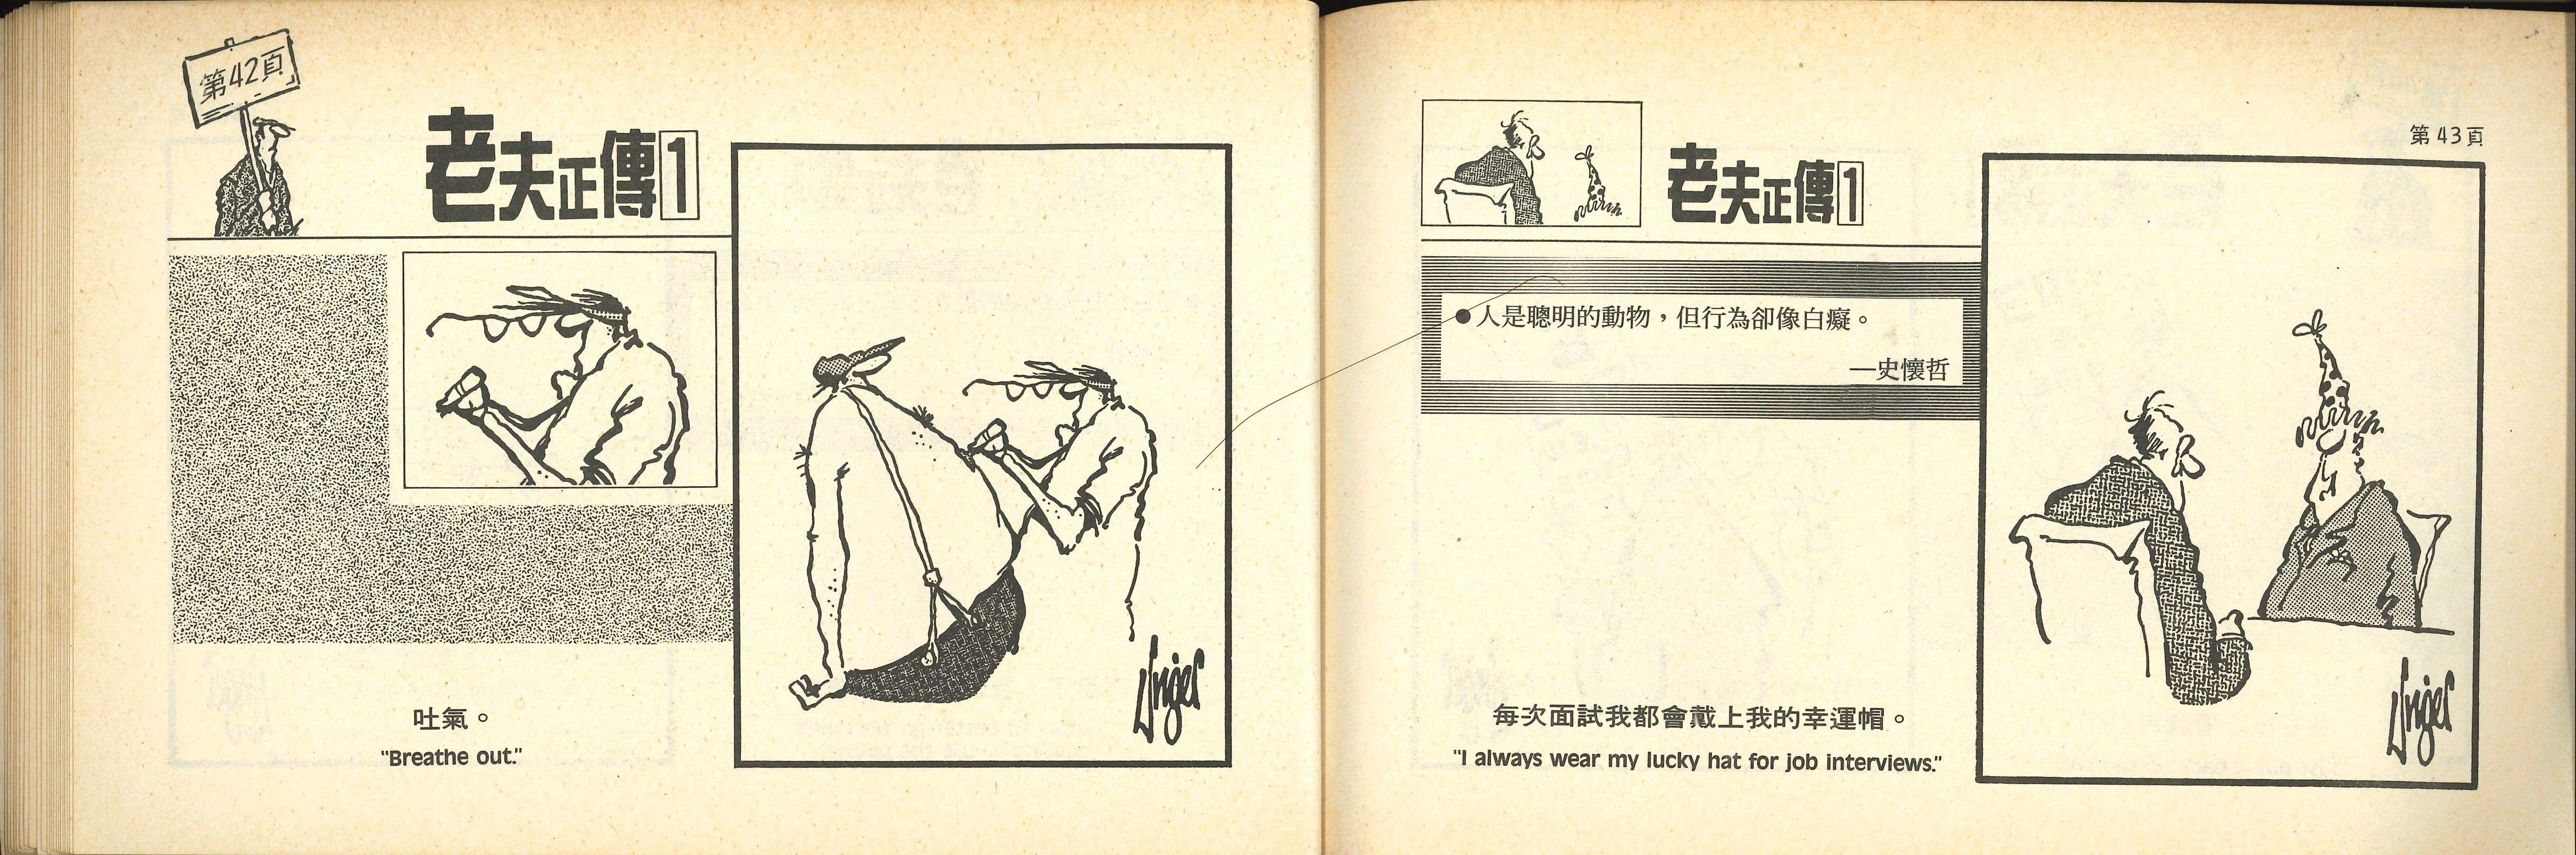 第42頁
老夫正傳1
吐氣。
"Breathe out."
Unger
第43頁
老夫正傳1
●人是聰明的動物，但行為卻像白癡。
—史懷哲
每次面試我都會戴上我的幸運帽。
"I always wear my lucky hat for job interviews."
Unger